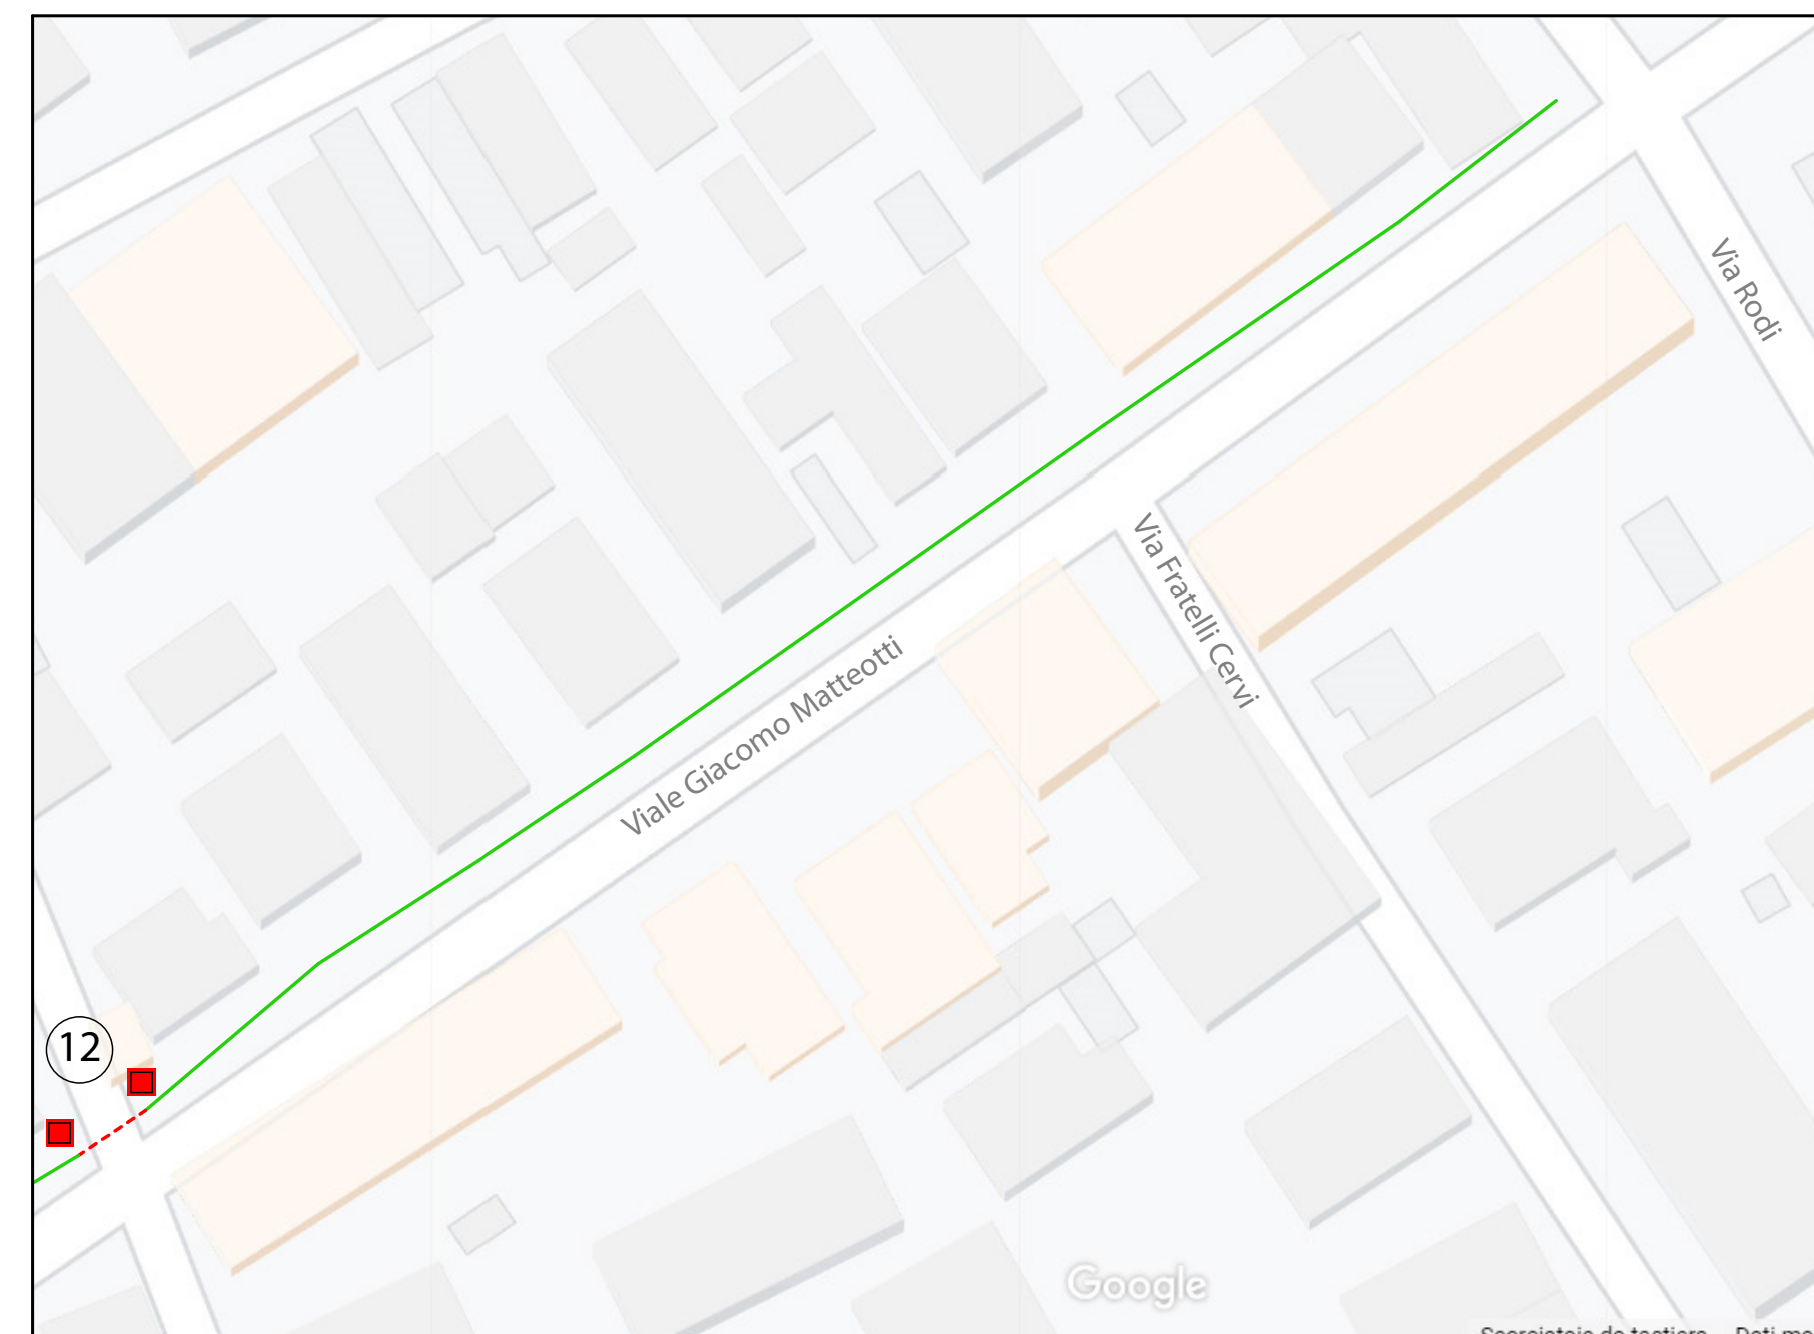 Via Rodi
Via Fratelli Cervi
Viale Giacomo Matteotti
12
Google